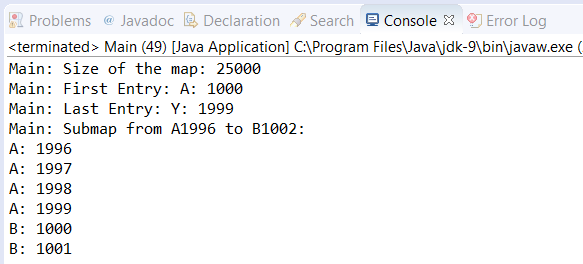 Problems @ Javadoc Declaration Search Console Error Log
<terminated> Main (49) [Java Application] C:\Program Files\Java\jdk-9\bin\javaw.exe (
Main: Size of the map: 25000
Main: First Entry: A: 1000
Main: Last Entry: Y: 1999
Main: Submap from A1996 to B1002:
A: 1996
A: 1997
A: 1998
A: 1999
B: 1000
B: 1001